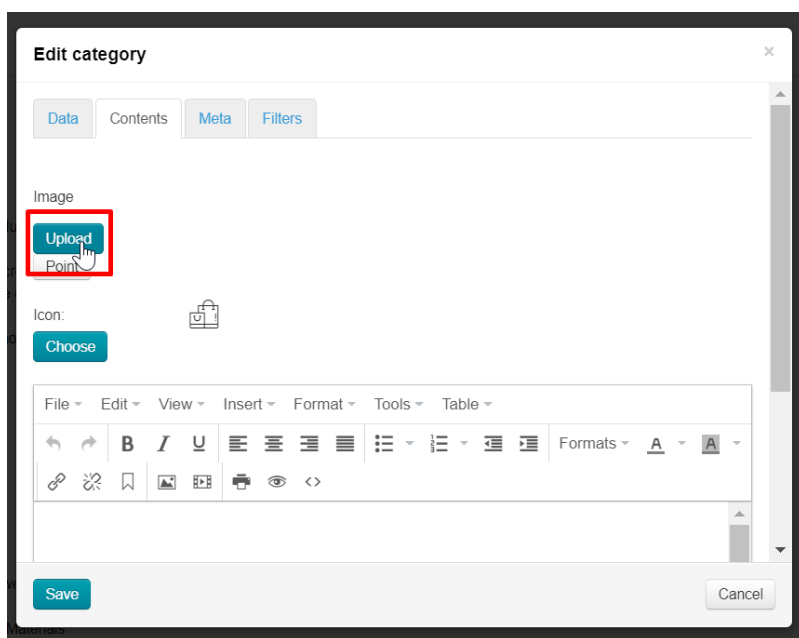 Edit category ×
Data Contents Meta Filters
Image
Upload
Point
Icon:
Choose
File Edit View Insert Format Tools Table
B I U Formats A A
Save Cancel
Materials